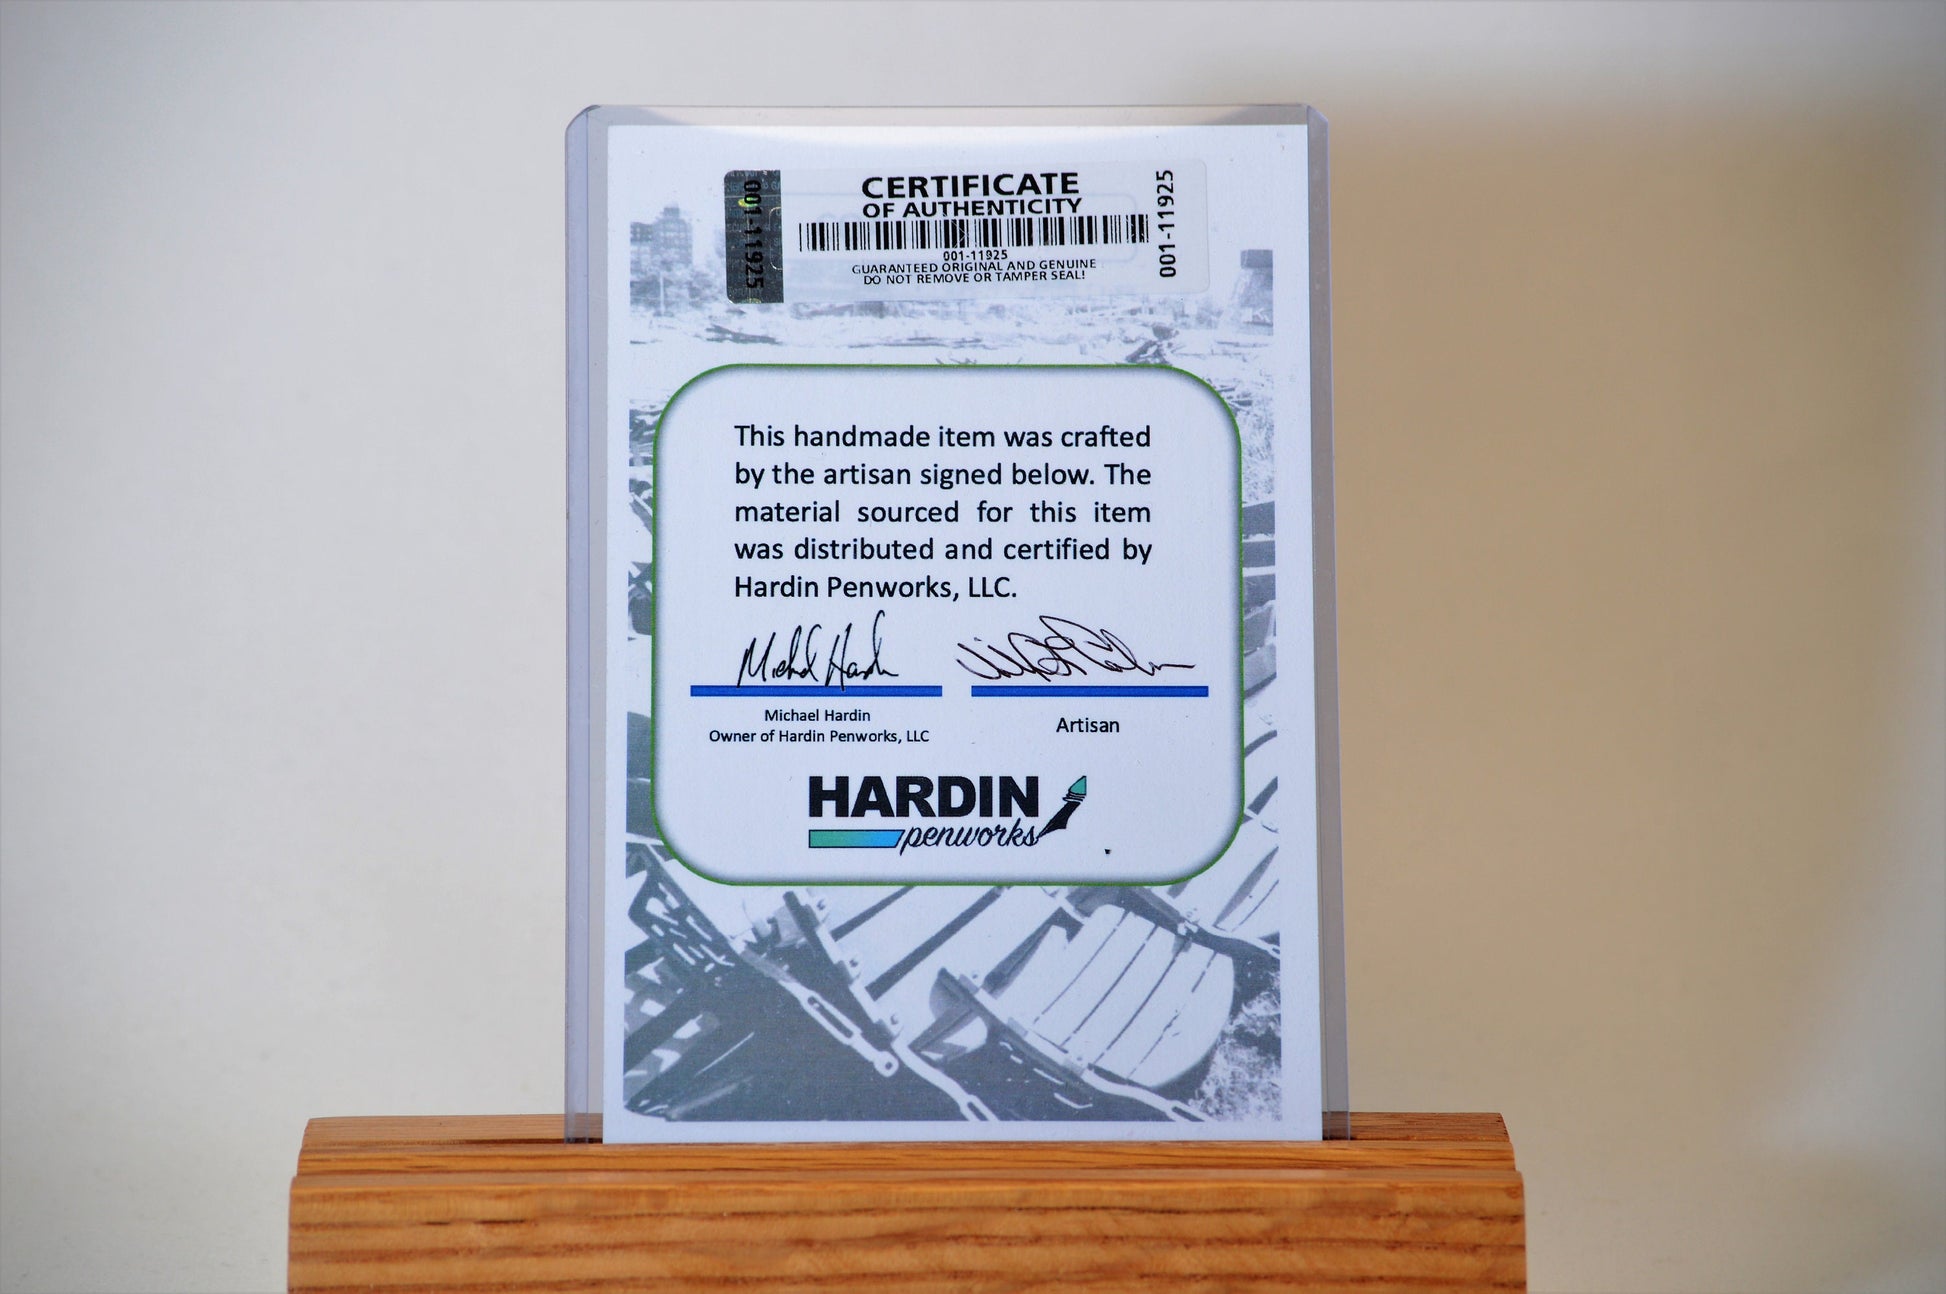 CERTIFICATE
OF AUTHENTICITY
001-11925
001-11925
001-11925
GUARANTEED ORIGINAL AND GENUINE
DO NOT REMOVE OR TAMPER SEAL!
This handmade item was crafted
by the artisan signed below. The
material sourced for this item
was distributed and certified by
Hardin Penworks, LLC.
Michael Hardin
Michael Hardin
Owner of Hardin Penworks, LLC
Artisan
HARDIN
penworks